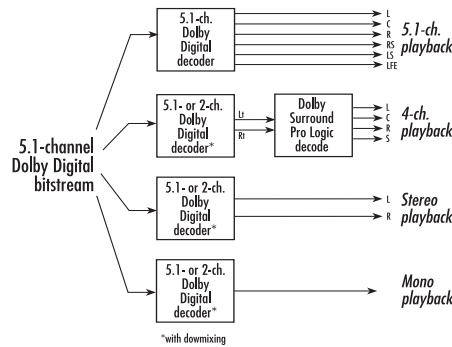 5.1-ch.
Dolby
Digital
decoder
L
C
R
RS
LS
LFE
5.1-ch.
playback
5.1-channel
Dolby Digital
bitstream
5.1- or 2-ch.
Dolby
Digital
decoder*
Lt
Rt
Dolby
Surround
Pro Logic
decode
L
C
R
S
4-ch.
playback
5.1- or 2-ch.
Dolby
Digital
decoder*
L
R
Stereo
playback
5.1- or 2-ch.
Dolby
Digital
decoder*
Mono
playback
*with dowmixing